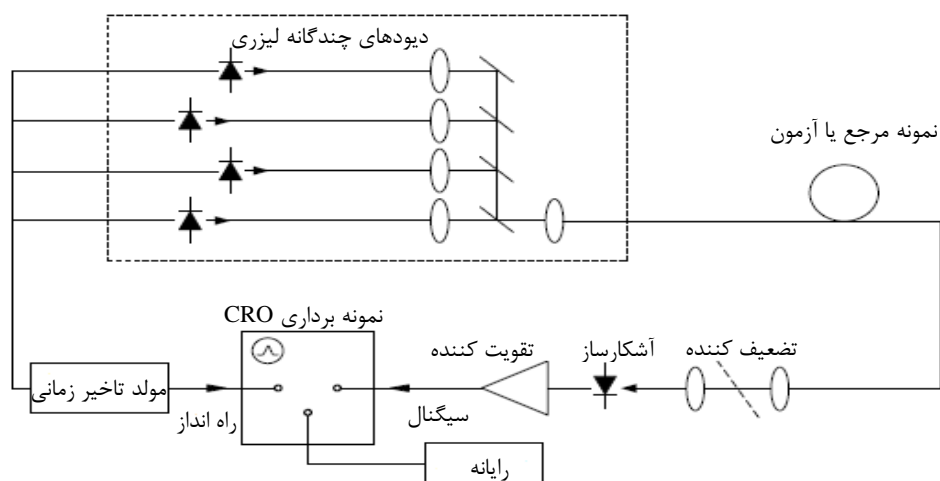 دیودهای چندگانه لیزری
نمونه مرجع یا آزمون
نمونه برداری CRO
تقویت کننده
آشکارساز
تضعیف کننده
مولد تاخیر زمانی
راه انداز
سیگنال
رایانه